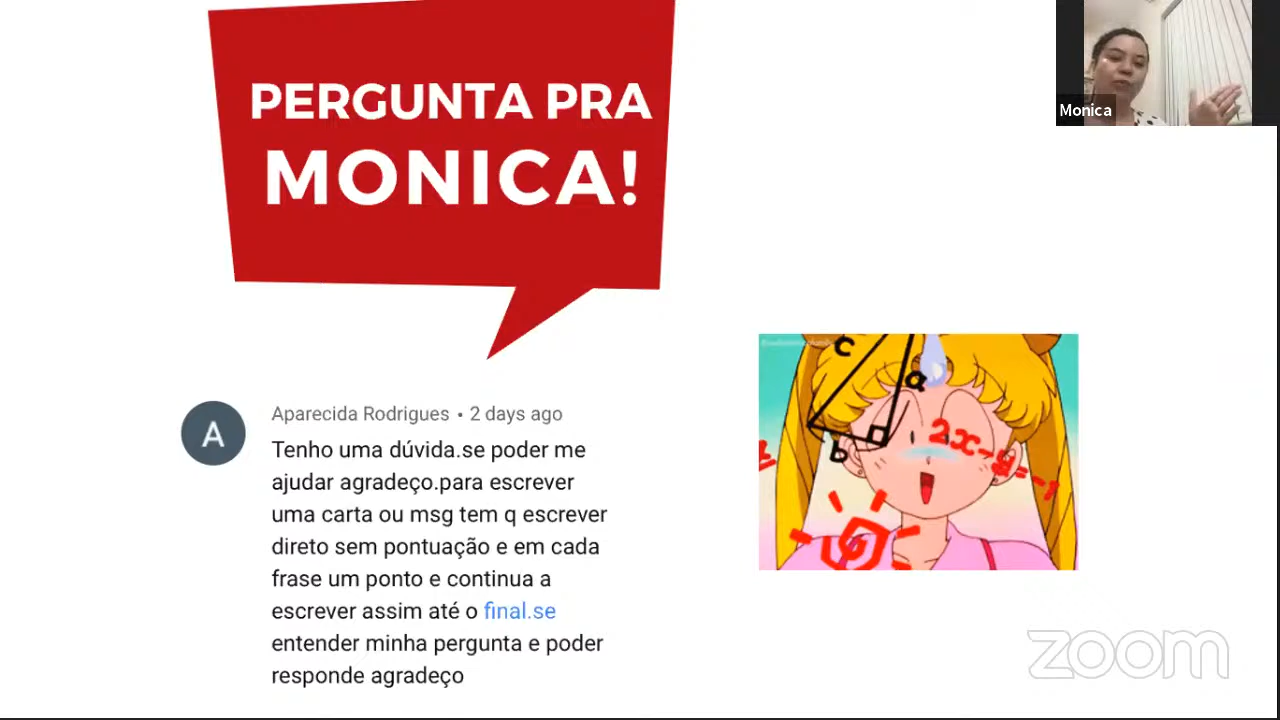 PERGUNTA PRA
MONICA!
Monica
Aparecida Rodrigues • 2 days ago
A
Tenho uma dúvida.se poder me
ajudar agradeço.para escrever
uma carta ou msg tem q escrever
direto sem pontuação e em cada
frase um ponto e continua a
escrever assim até o final.se
entender minha pergunta e poder
responde agradeço
c
a
b
2x-y=-1
zoom